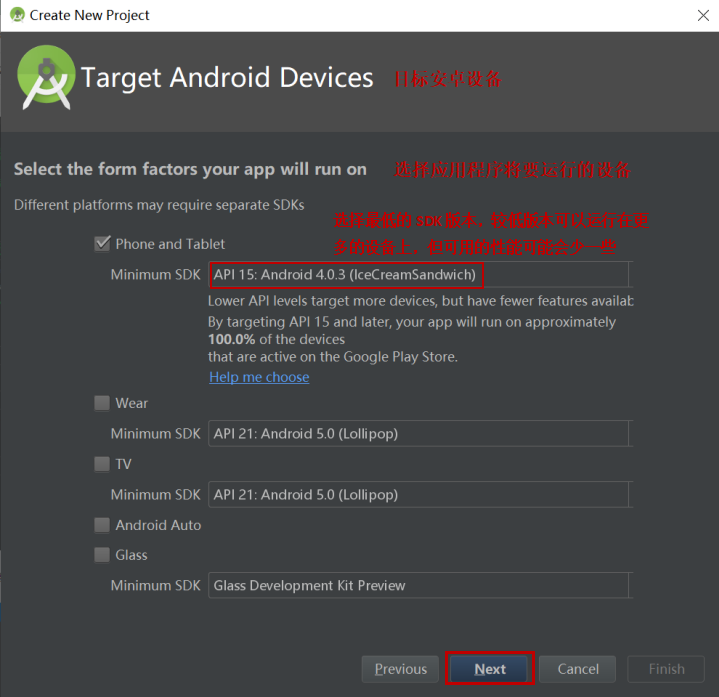 Create New Project
Target Android Devices 目标安卓设备
Select the form factors your app will run on 选择应用程序将要运行的设备
Different platforms may require separate SDKs
选择最低的 SDK 版本，较低版本可以运行在更
多的设备上，但可用的性能可能会少一些
Phone and Tablet
Minimum SDK API 15: Android 4.0.3 (IceCreamSandwich)
Lower API levels target more devices, but have fewer features availab
By targeting API 15 and later, your app will run on approximately
100.0% of the devices
that are active on the Google Play Store.
Help me choose
Wear
Minimum SDK API 21: Android 5.0 (Lollipop)
TV
Minimum SDK API 21: Android 5.0 (Lollipop)
Android Auto
Glass
Minimum SDK Glass Development Kit Preview
Previous Next Cancel Finish